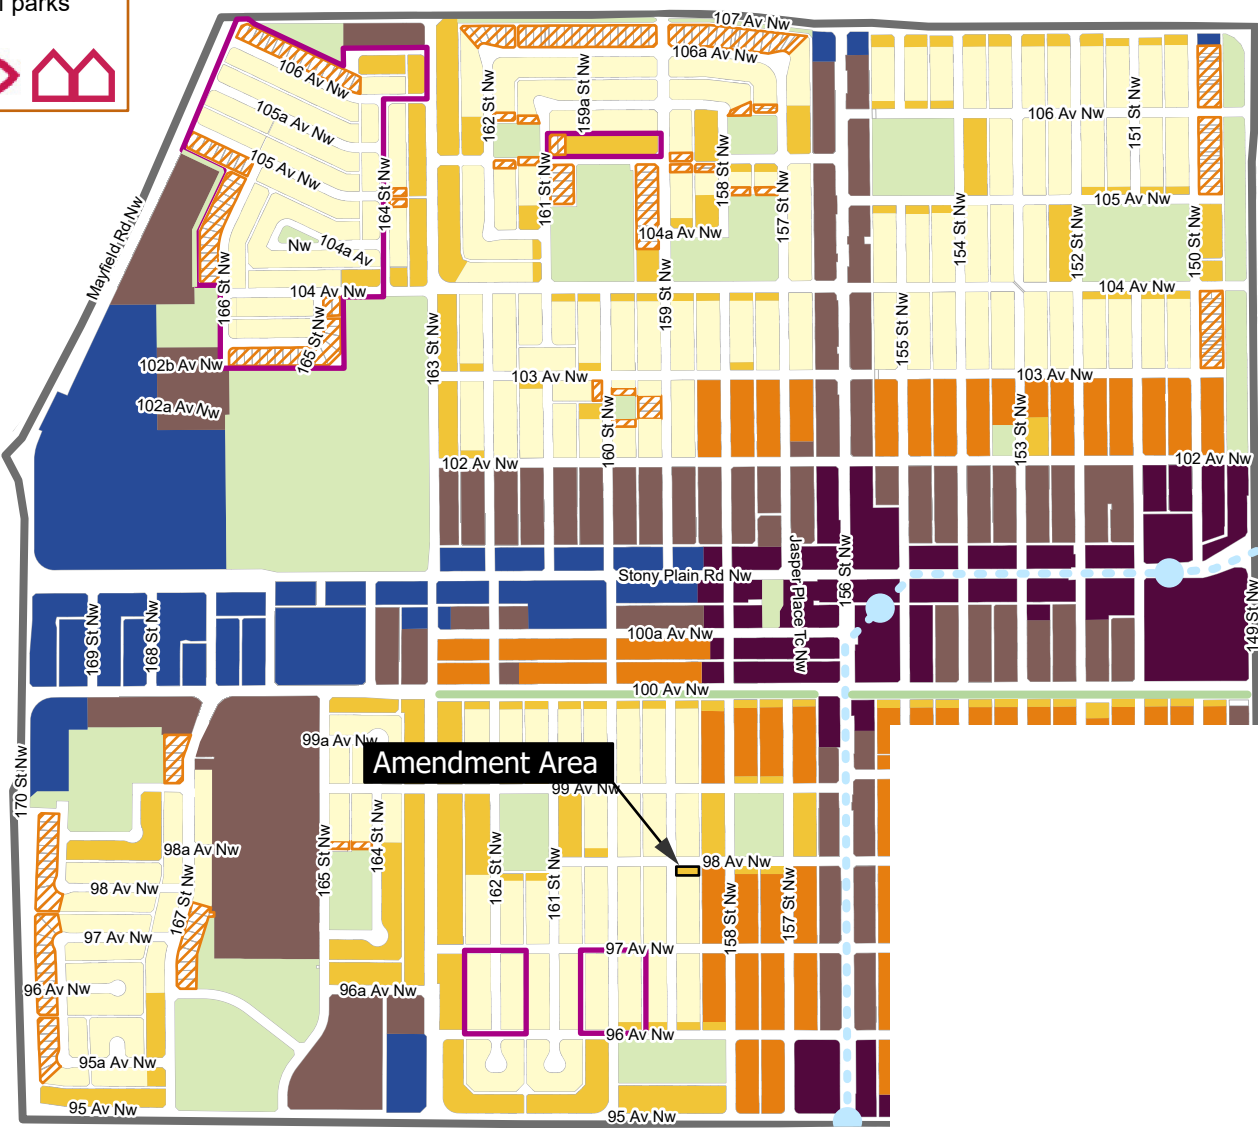 parks
107 Av Nw
106a Av Nw
106 Av Nw
162 St Nw
159a St Nw
151 St Nw
105a Av Nw
106 Av Nw
105 Av Nw
164 St Nw
161 St Nw
158 St Nw
157 St Nw
105 Av Nw
Mayfield Rd Nw
Nw
104a Av
104a Av Nw
154 St Nw
152 St Nw
150 St Nw
166 St Nw
104 Av Nw
159 St Nw
104 Av Nw
165 St Nw
163 St Nw
155 St Nw
102b Av Nw
103 Av Nw
103 Av Nw
102a Av Nw
160 St Nw
153 St Nw
102 Av Nw
102 Av Nw
Stony Plain Rd Nw
Jasper Place Tc Nw
156 St Nw
169 St Nw
168 St Nw
100a Av Nw
149 St Nw
100 Av Nw
99a Av Nw
Amendment Area
170 St Nw
99 Av Nw
98a Av Nw
165 St Nw
164 St Nw
98 Av Nw
98 Av Nw
167 St Nw
162 St Nw
161 St Nw
158 St Nw
157 St Nw
97 Av Nw
97 Av Nw
96 Av Nw
96a Av Nw
96 Av Nw
95a Av Nw
95 Av Nw
95 Av Nw